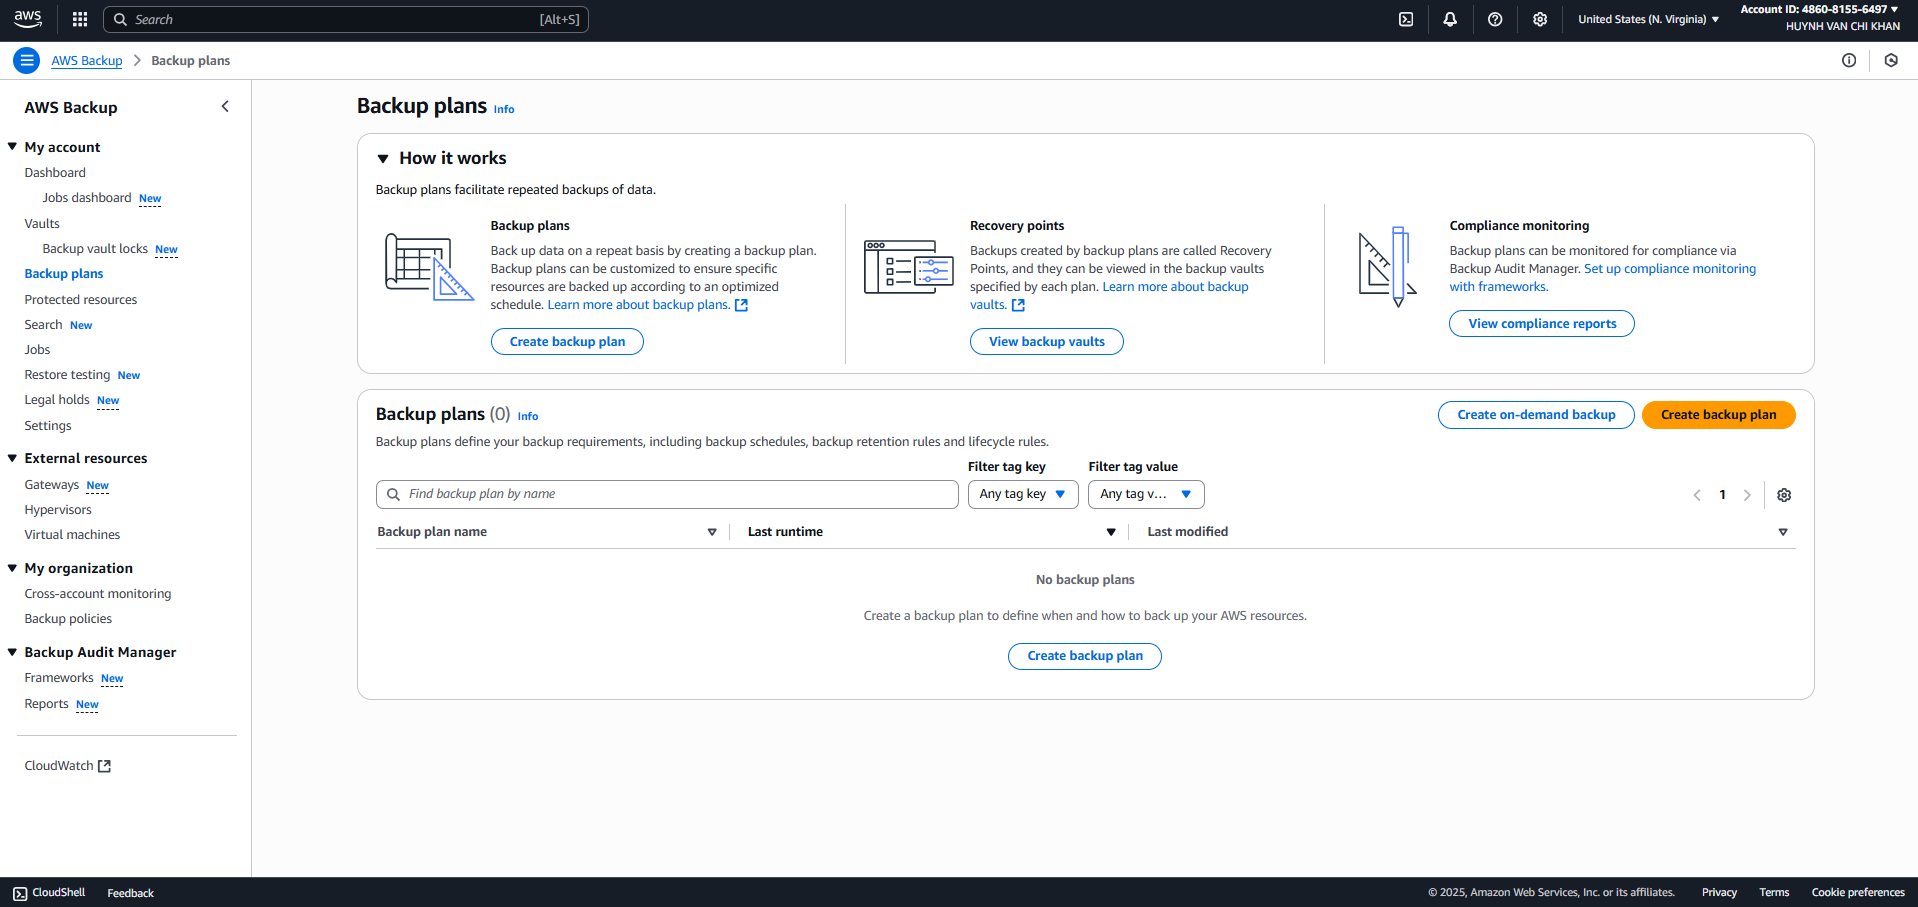 aws
Search [Alt+S]
United States (N. Virginia)
Account ID: 4860-8155-6497
HUYNH VAN CHI KHAN
AWS Backup
Backup plans
AWS Backup
My account
Dashboard
Jobs dashboard New
Vaults
Backup vault locks New
Backup plans
Protected resources
Search New
Jobs
Restore testing New
Legal holds New
Settings
External resources
Gateways New
Hypervisors
Virtual machines
My organization
Cross-account monitoring
Backup policies
Backup Audit Manager
Frameworks New
Reports New
CloudWatch
Backup plans Info
How it works
Backup plans facilitate repeated backups of data.
Backup plans
Back up data on a repeat basis by creating a backup plan.
Backup plans can be customized to ensure specific
resources are backed up according to an optimized
schedule. Learn more about backup plans.
Create backup plan
Recovery points
Backups created by backup plans are called Recovery
Points, and they can be viewed in the backup vaults
specified by each plan. Learn more about backup
vaults.
View backup vaults
Compliance monitoring
Backup plans can be monitored for compliance via
Backup Audit Manager. Set up compliance monitoring
with frameworks.
View compliance reports
Backup plans (0) Info
Create on-demand backup
Create backup plan
Backup plans define your backup requirements, including backup schedules, backup retention rules and lifecycle rules.
Filter tag key
Filter tag value
Find backup plan by name
Any tag key
Any tag v...
1
Backup plan name
Last runtime
Last modified
No backup plans
Create a backup plan to define when and how to back up your AWS resources.
Create backup plan
CloudShell
Feedback
© 2025, Amazon Web Services, Inc. or its affiliates.
Privacy
Terms
Cookie preferences